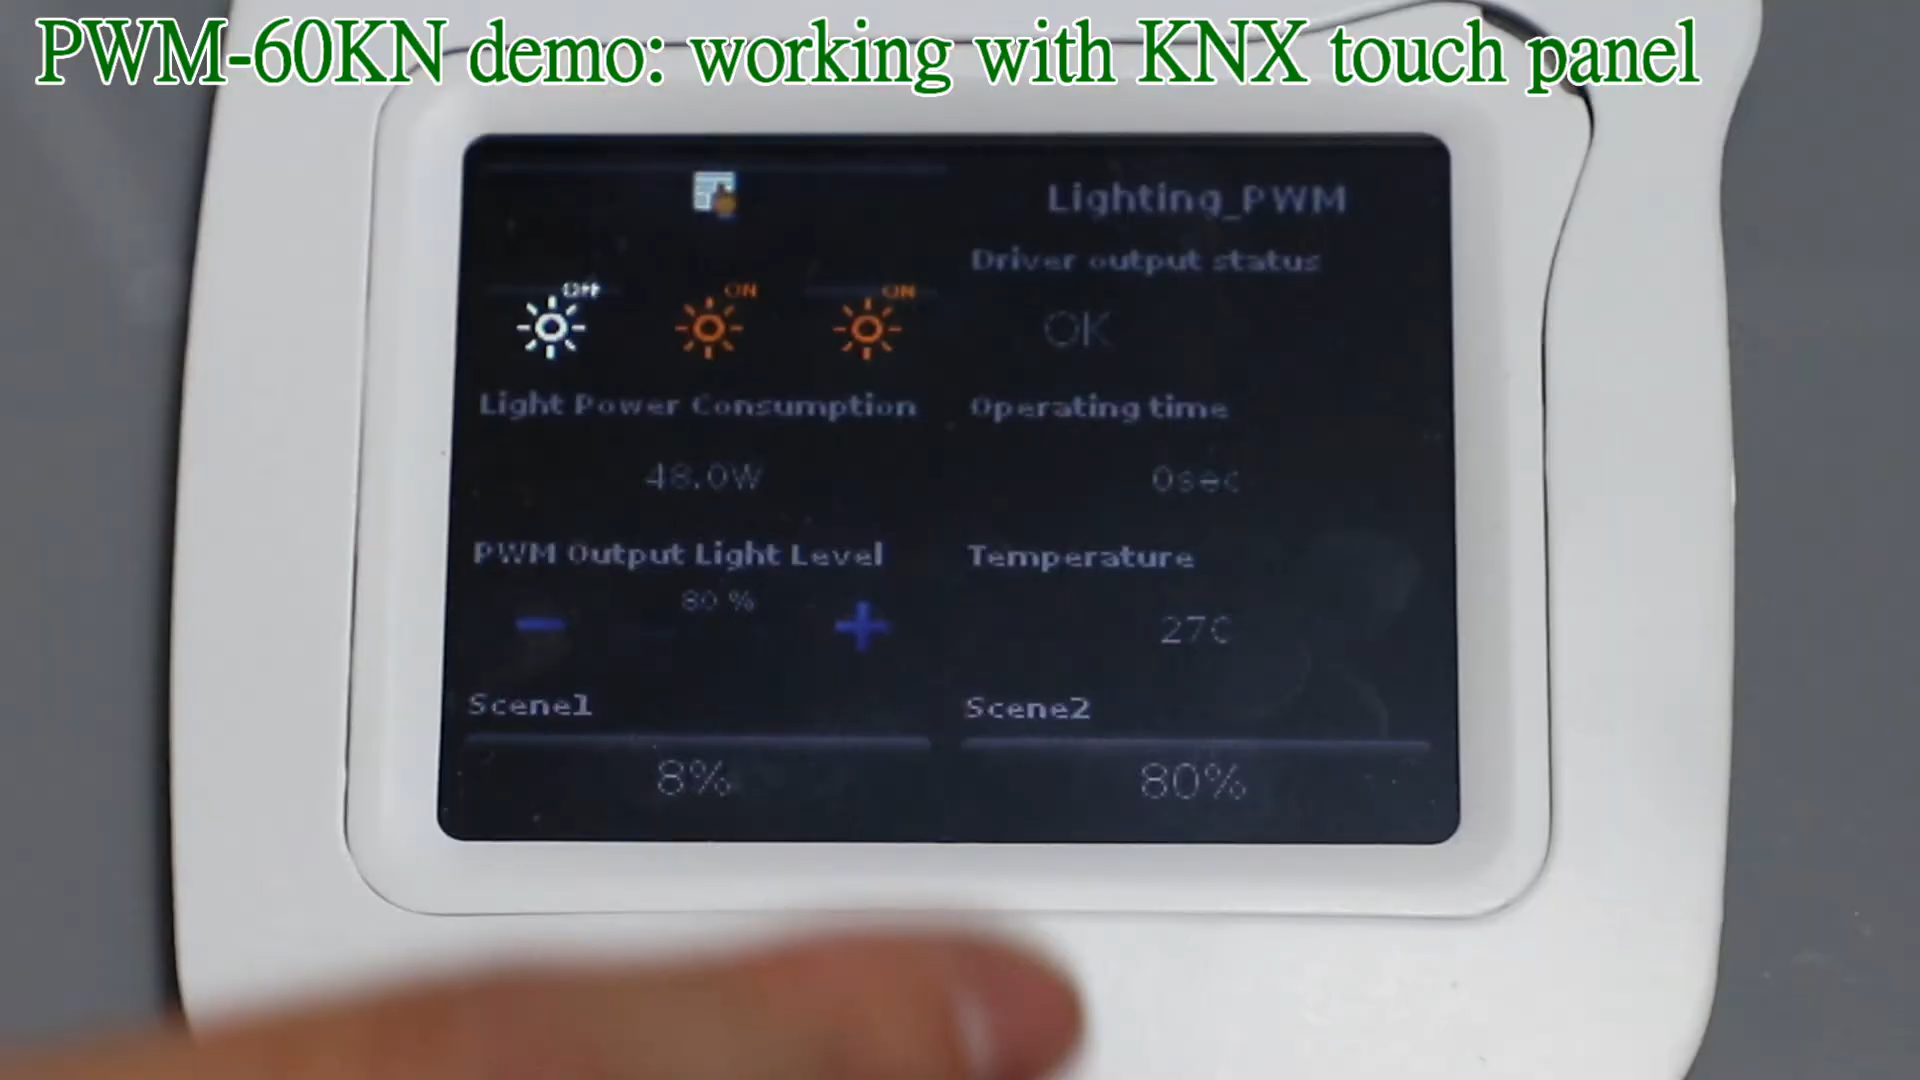 PWM-60KN demo: working with KNX touch panel
Lighting_PWM
Driver output status
OFF ON ON
OK
Light Power Consumption
Operating time
48.0W
0sec
PWM Output Light Level
Temperature
80 %
- +
27C
Scene1
Scene2
8%
80%